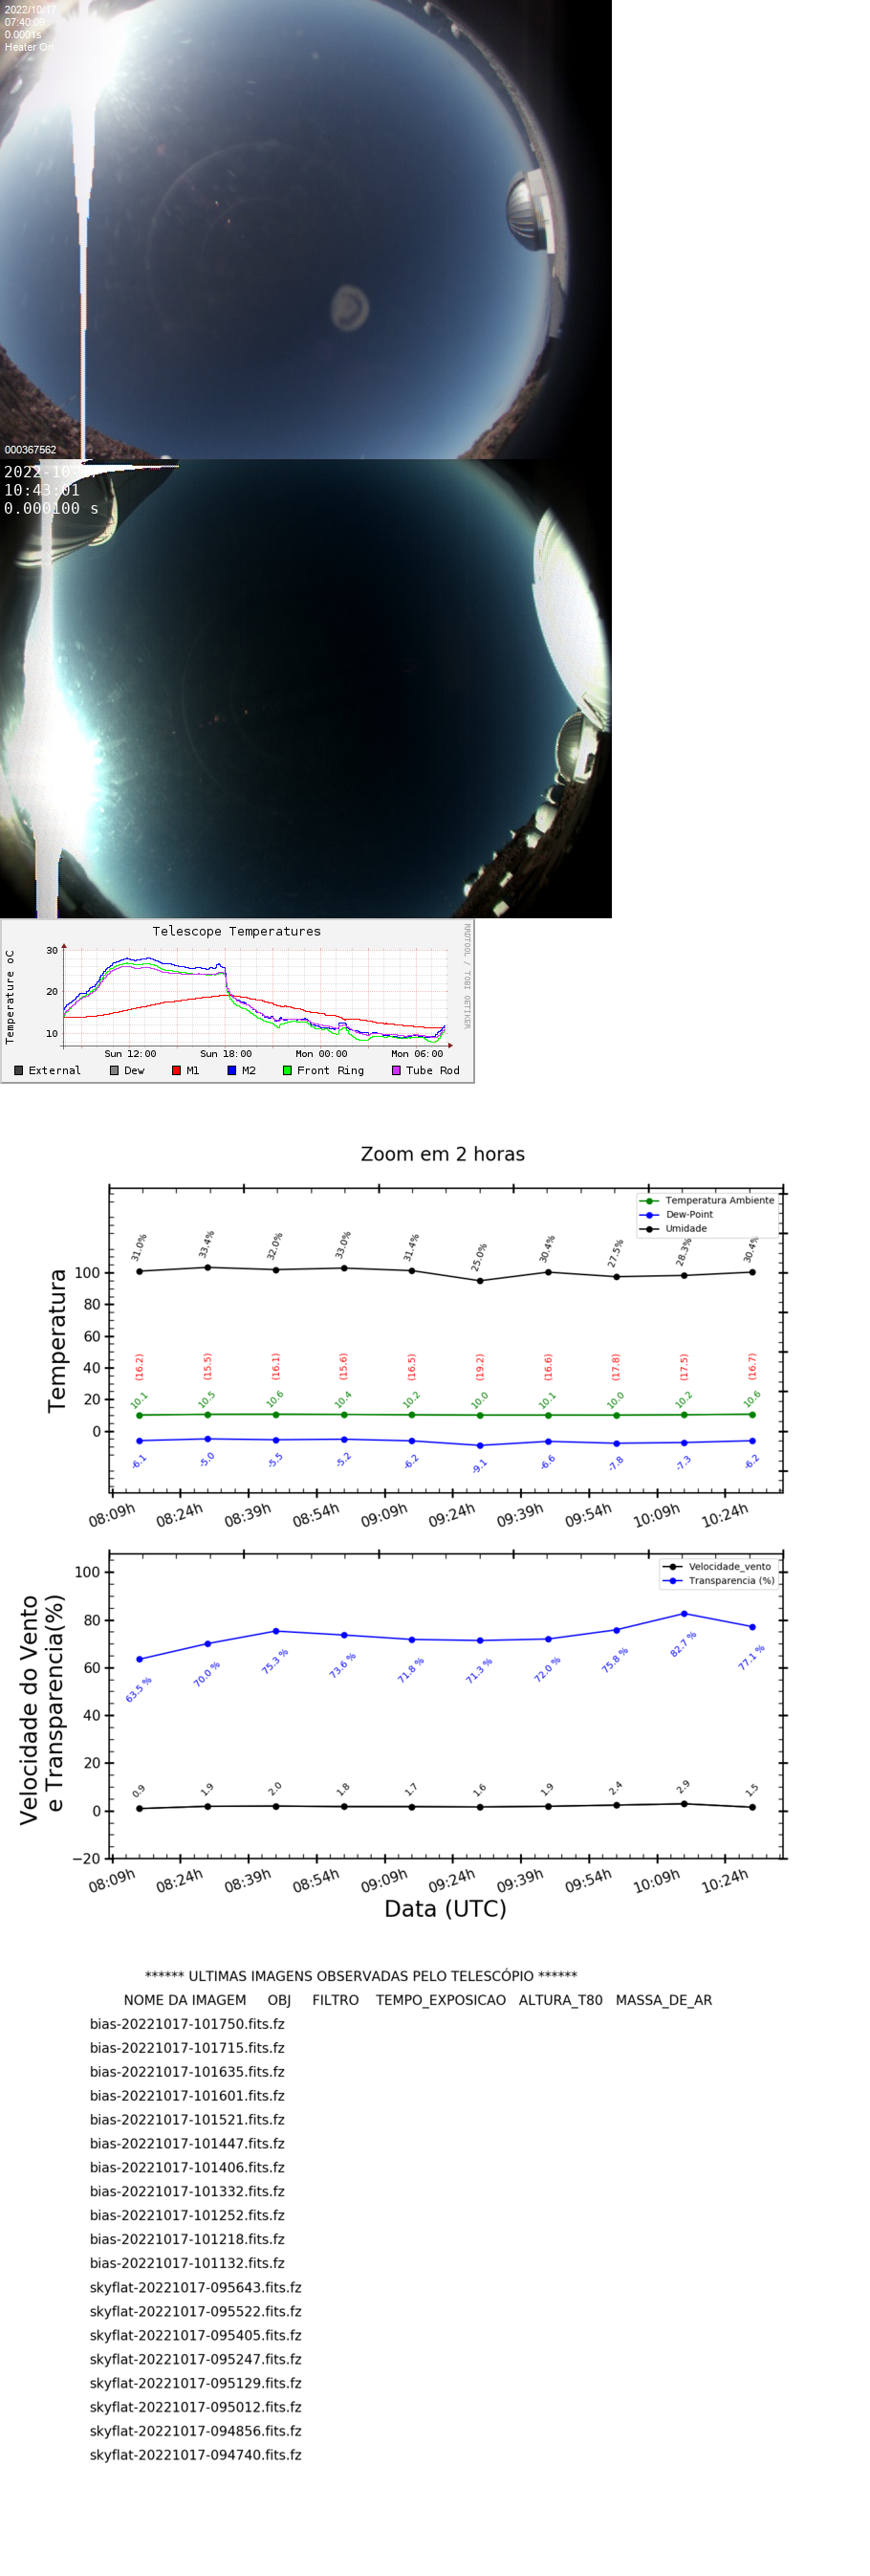 2022/10/17
07:40:09
0.0001s
Heater On
000367562
2022-10-
10:43:01
0.000100 s
Telescope Temperatures
RRDTOOL / TOBI OETIKER
Temperature oC
30
20
10
Sun 12:00 Sun 18:00 Mon 00:00 Mon 06:00
External Dew M1 M2 Front Ring Tube Rod
Zoom em 2 horas
Temperatura Ambiente
Dew-Point
Umidade
Temperatura
100
80
60
40
20
0
31.0% 33.4% 32.0% 33.0% 31.4% 25.0% 30.4% 27.5% 28.3% 30.4%
(16.2) (15.5) (16.1) (15.6) (16.5) (19.2) (16.6) (17.8) (17.5) (16.7)
10.1 10.5 10.6 10.4 10.2 10.0 10.1 10.0 10.2 10.6
-6.1 -5.0 -5.5 -5.2 -6.2 -9.1 -6.6 -7.8 -7.3 -6.2
08:09h 08:24h 08:39h 08:54h 09:09h 09:24h 09:39h 09:54h 10:09h 10:24h
Velocidade_vento
Transparencia (%)
Velocidade do Vento
e Transparencia(%)
100
80
60
40
20
0
−20
63.5 % 70.0 % 75.3 % 73.6 % 71.8 % 71.3 % 72.0 % 75.8 % 82.7 % 77.1 %
0.9 1.9 2.0 1.8 1.7 1.6 1.9 2.4 2.9 1.5
08:09h 08:24h 08:39h 08:54h 09:09h 09:24h 09:39h 09:54h 10:09h 10:24h
Data (UTC)
****** ULTIMAS IMAGENS OBSERVADAS PELO TELESCÓPIO ******
NOME DA IMAGEM OBJ FILTRO TEMPO_EXPOSICAO ALTURA_T80 MASSA_DE_AR
bias-20221017-101750.fits.fz
bias-20221017-101715.fits.fz
bias-20221017-101635.fits.fz
bias-20221017-101601.fits.fz
bias-20221017-101521.fits.fz
bias-20221017-101447.fits.fz
bias-20221017-101406.fits.fz
bias-20221017-101332.fits.fz
bias-20221017-101252.fits.fz
bias-20221017-101218.fits.fz
bias-20221017-101132.fits.fz
skyflat-20221017-095643.fits.fz
skyflat-20221017-095522.fits.fz
skyflat-20221017-095405.fits.fz
skyflat-20221017-095247.fits.fz
skyflat-20221017-095129.fits.fz
skyflat-20221017-095012.fits.fz
skyflat-20221017-094856.fits.fz
skyflat-20221017-094740.fits.fz